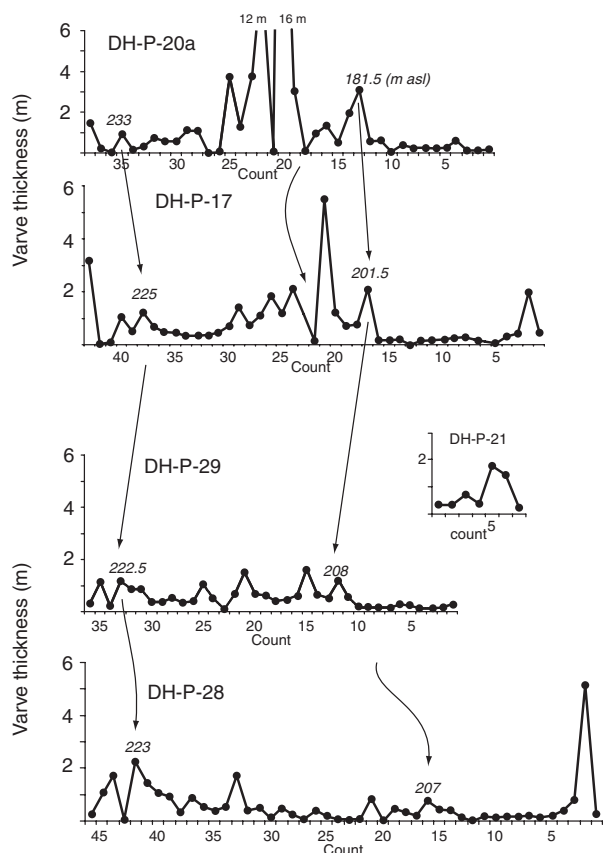 12 m 16 m
6
DH-P-20a
4
181.5 (m asl)
233
2
35 30 25 20 15 10 5
Count
Varve thickness (m)
6
DH-P-17
4
225 201.5
2
40 35 30 25 20 15 10 5
Count
6
DH-P-29
4
DH-P-21
2
count 5
2
222.5 208
35 30 25 20 15 10 5
Count
Varve thickness (m)
6
DH-P-28
4
223
2
207
45 40 35 30 25 20 15 10 5
Count